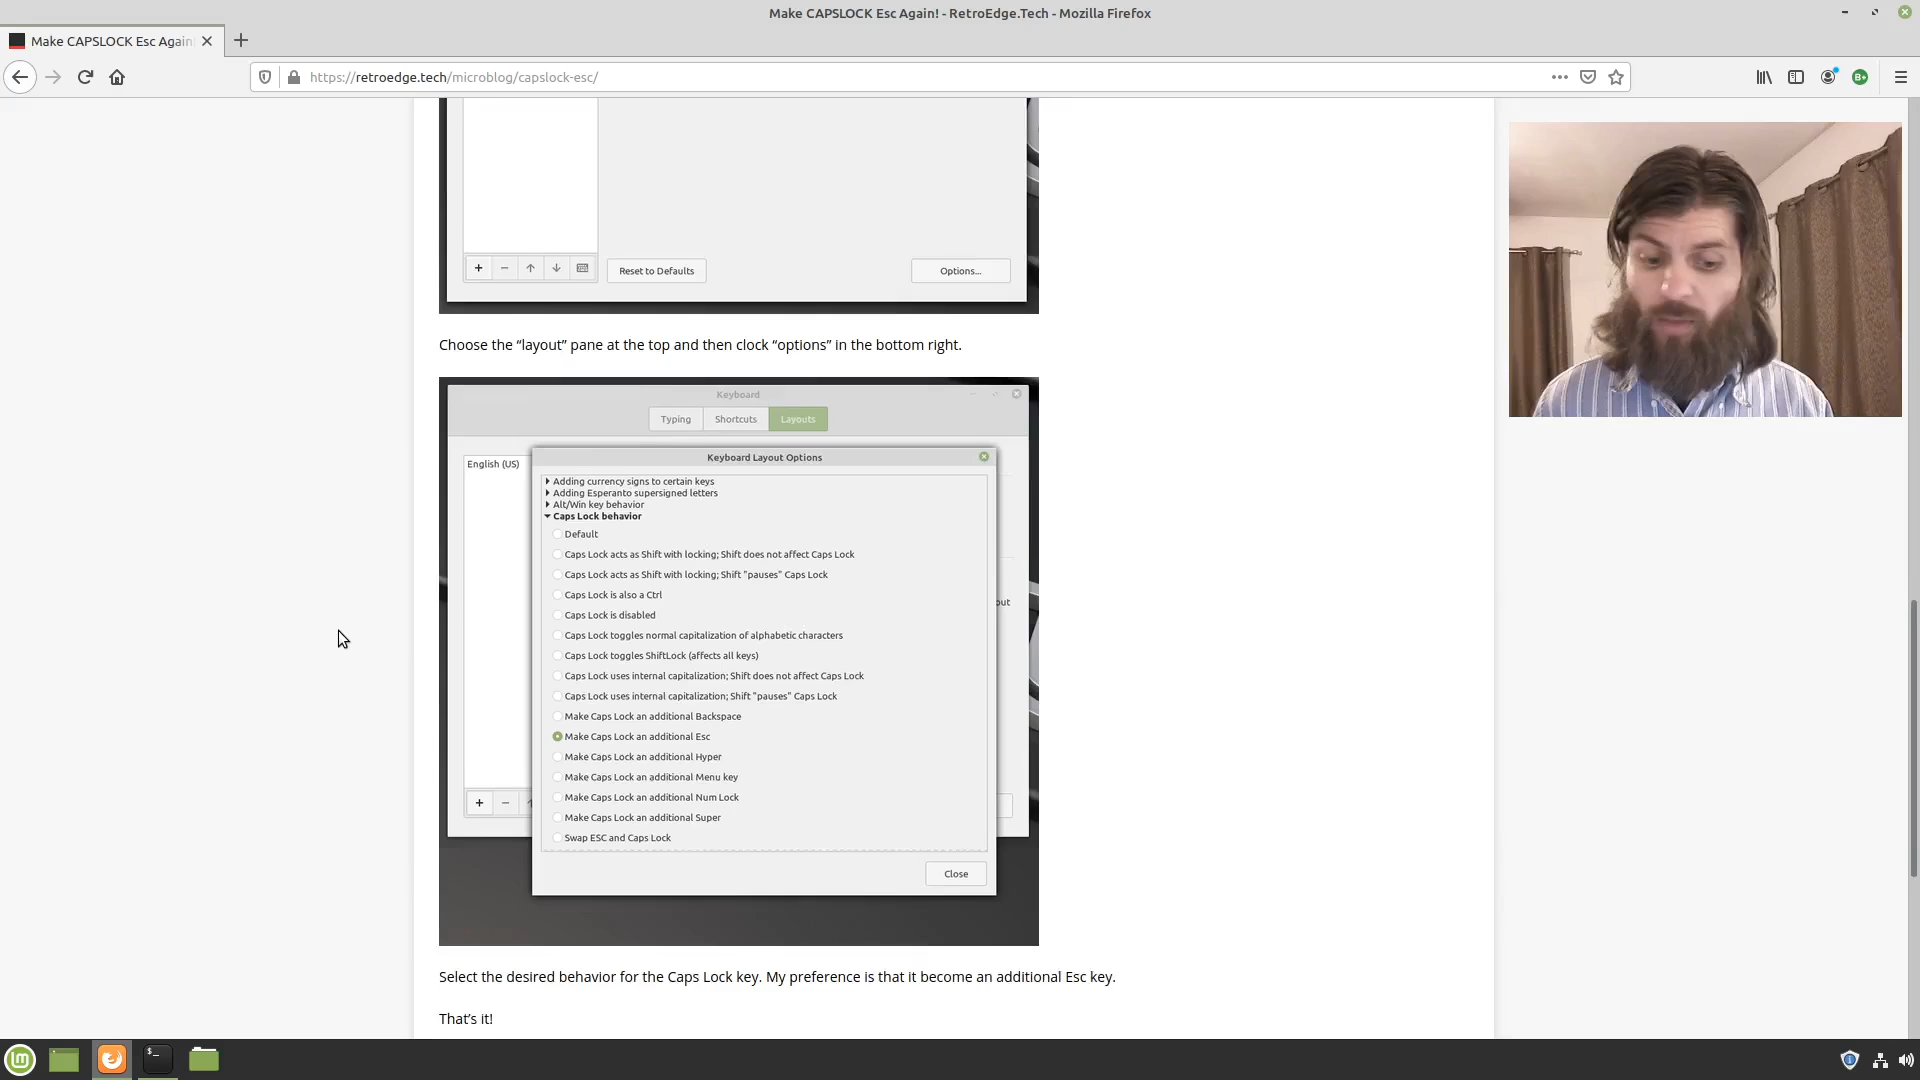 Make CAPSLOCK Esc Again! - RetroEdge.Tech - Mozilla Firefox
Make CAPSLOCK Esc Again
https://retroedge.tech/microblog/capslock-esc/
Reset to Defaults
Options...
Choose the “layout” pane at the top and then clock “options” in the bottom right.
Keyboard
Typing
Shortcuts
Layouts
English (US)
Keyboard Layout Options
Adding currency signs to certain keys
Adding Esperanto supersigned letters
Alt/Win key behavior
Caps Lock behavior
Default
Caps Lock acts as Shift with locking; Shift does not affect Caps Lock
Caps Lock acts as Shift with locking; Shift "pauses" Caps Lock
Caps Lock is also a Ctrl
out
Caps Lock is disabled
Caps Lock toggles normal capitalization of alphabetic characters
Caps Lock toggles ShiftLock (affects all keys)
Caps Lock uses internal capitalization; Shift does not affect Caps Lock
Caps Lock uses internal capitalization; Shift "pauses" Caps Lock
Make Caps Lock an additional Backspace
Make Caps Lock an additional Esc
Make Caps Lock an additional Hyper
Make Caps Lock an additional Menu key
Make Caps Lock an additional Num Lock
Make Caps Lock an additional Super
Swap ESC and Caps Lock
Close
Select the desired behavior for the Caps Lock key. My preference is that it become an additional Esc key.
That’s it!